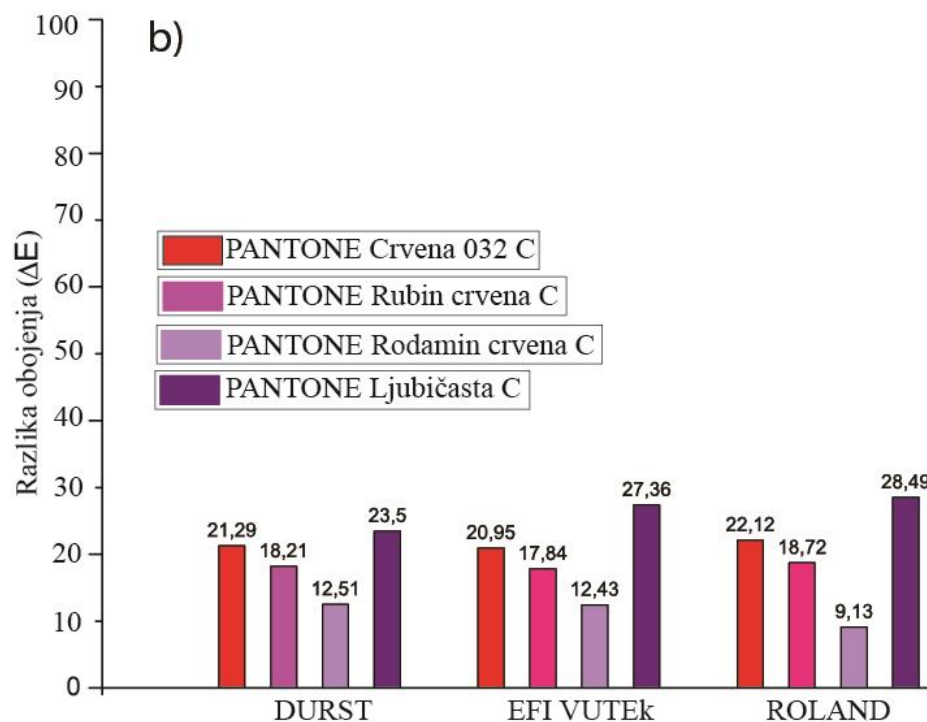 b)
100
90
80
70
60
50
40
30
20
10
0
Razlika obojenja (ΔE)
PANTONE Crvena 032 C
PANTONE Rubin crvena C
PANTONE Rodamin crvena C
PANTONE Ljubičasta C
21,29
18,21
12,51
23,5
20,95
17,84
12,43
27,36
22,12
18,72
9,13
28,49
DURST
EFI VUTEk
ROLAND